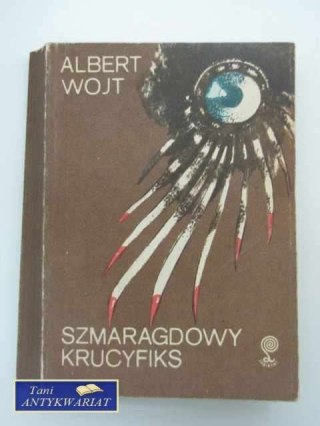 ALBERT
WOJT
SZMARAGDOWY
KRUCYFIKS
Tani
ANTYKWARIAT